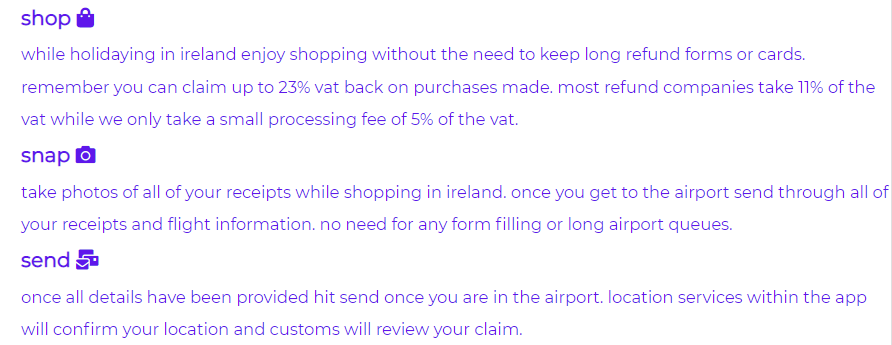 shop
while holidaying in ireland enjoy shopping without the need to keep long refund forms or cards.
remember you can claim up to 23% vat back on purchases made. most refund companies take 11% of the
vat while we only take a small processing fee of 5% of the vat.
snap
take photos of all of your receipts while shopping in ireland. once you get to the airport send through all of
your receipts and flight information. no need for any form filling or long airport queues.
send
once all details have been provided hit send once you are in the airport. location services within the app
will confirm your location and customs will review your claim.